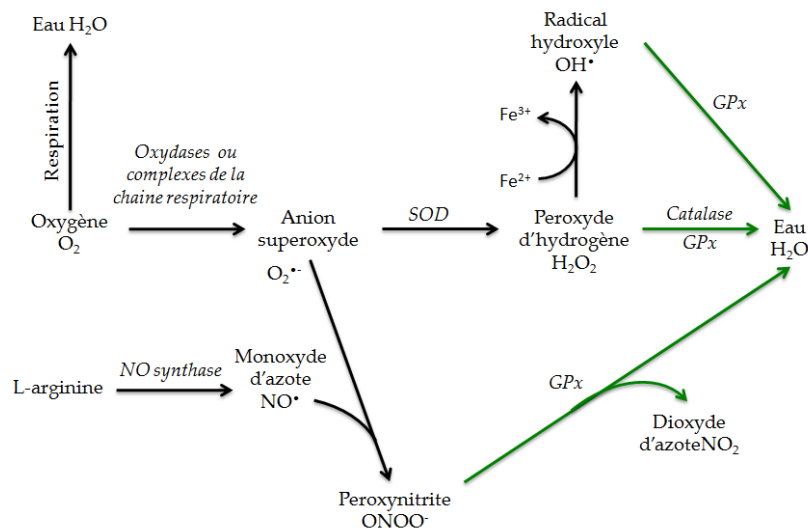 Eau H₂O
Respiration
Oxygène
O₂
Oxydases ou
complexes de la
chaine respiratoire
Anion
superoxyde
O₂•-
SOD
Radical
hydroxyle
OH•
Fe³⁺
Fe²⁺
Peroxyde
d'hydrogène
H₂O₂
GPx
Catalase
GPx
Eau
H₂O
L-arginine
NO synthase
Monoxyde
d'azote
NO•
GPx
Dioxyde
d'azoteNO₂
Peroxynitrite
ONOO⁻